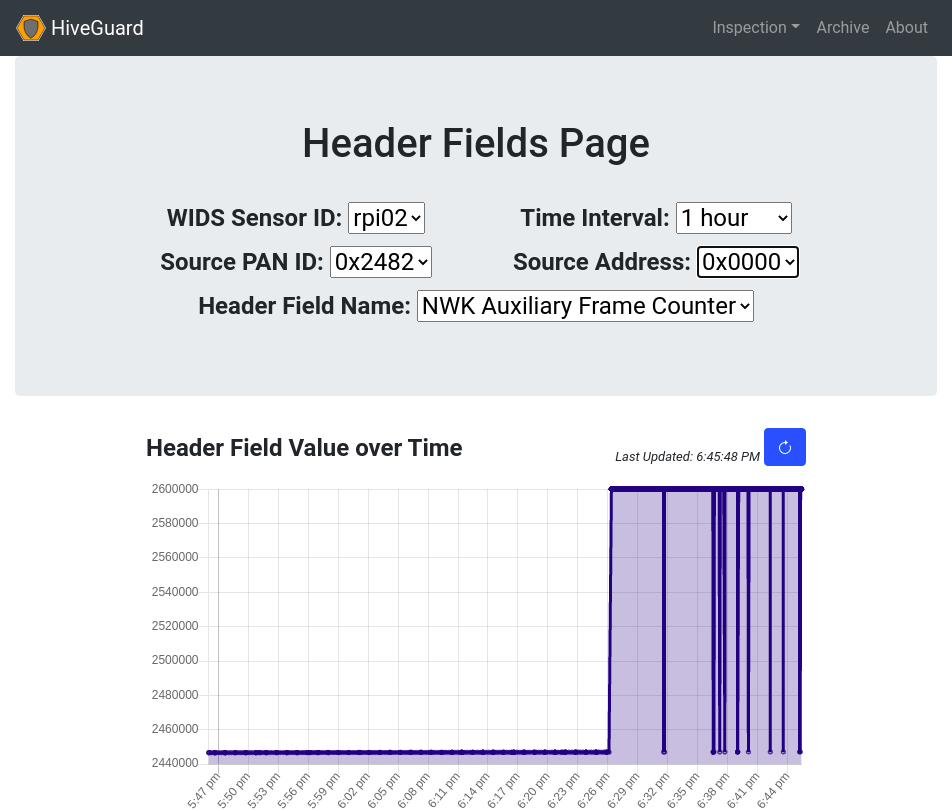 HiveGuard Inspection Archive About
Header Fields Page
WIDS Sensor ID: rpi02 Time Interval: 1 hour
Source PAN ID: 0x2482 Source Address: 0x0000
Header Field Name: NWK Auxiliary Frame Counter
Header Field Value over Time
Last Updated: 6:45:48 PM
2600000
2580000
2560000
2540000
2520000
2500000
2480000
2460000
2440000
5:47 pm 5:50 pm 5:53 pm 5:56 pm 5:59 pm 6:02 pm 6:05 pm 6:08 pm 6:11 pm 6:14 pm 6:17 pm 6:20 pm 6:23 pm 6:26 pm 6:29 pm 6:32 pm 6:35 pm 6:38 pm 6:41 pm 6:44 pm